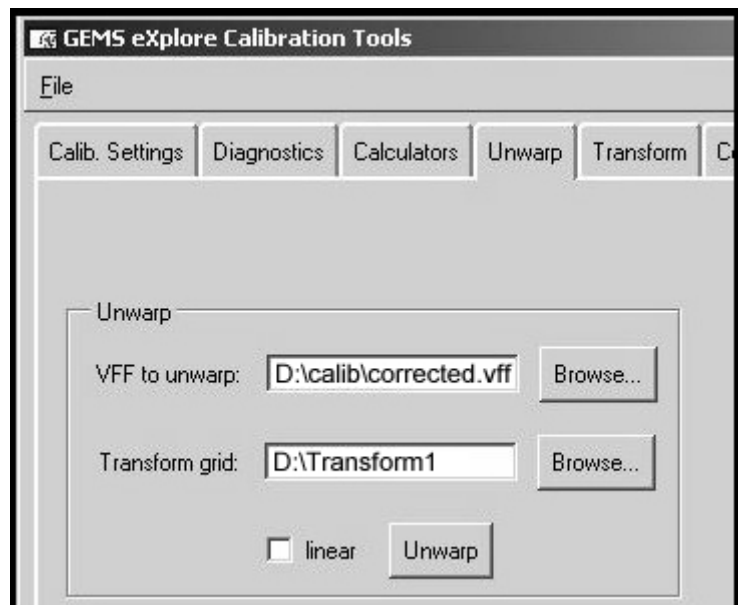 GEMS eXplore Calibration Tools
File
Calib. Settings Diagnostics Calculators Unwarp Transform
Unwarp
VFF to unwarp: D:\calib\corrected.vff Browse...
Transform grid: D:\Transform1 Browse...
linear Unwarp